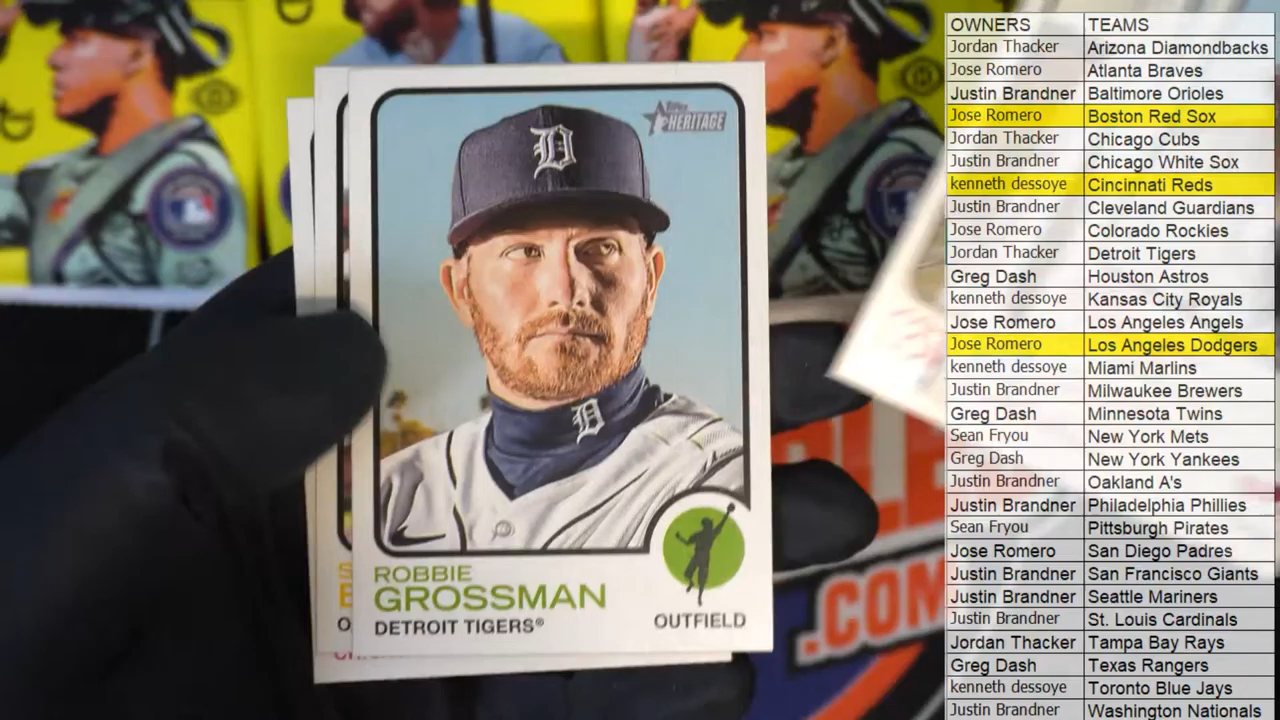 Topps
HERITAGE
D
D
ROBBIE
GROSSMAN
DETROIT TIGERS®
OUTFIELD
.COM
OWNERS TEAMS
Jordan Thacker Arizona Diamondbacks
Jose Romero Atlanta Braves
Justin Brandner Baltimore Orioles
Jose Romero Boston Red Sox
Jordan Thacker Chicago Cubs
Justin Brandner Chicago White Sox
kenneth dessoye Cincinnati Reds
Justin Brandner Cleveland Guardians
Jose Romero Colorado Rockies
Jordan Thacker Detroit Tigers
Greg Dash Houston Astros
kenneth dessoye Kansas City Royals
Jose Romero Los Angeles Angels
Jose Romero Los Angeles Dodgers
kenneth dessoye Miami Marlins
Justin Brandner Milwaukee Brewers
Greg Dash Minnesota Twins
Sean Fryou New York Mets
Greg Dash New York Yankees
Justin Brandner Oakland A's
Justin Brandner Philadelphia Phillies
Sean Fryou Pittsburgh Pirates
Jose Romero San Diego Padres
Justin Brandner San Francisco Giants
Justin Brandner Seattle Mariners
Justin Brandner St. Louis Cardinals
Jordan Thacker Tampa Bay Rays
Greg Dash Texas Rangers
kenneth dessoye Toronto Blue Jays
Justin Brandner Washington Nationals